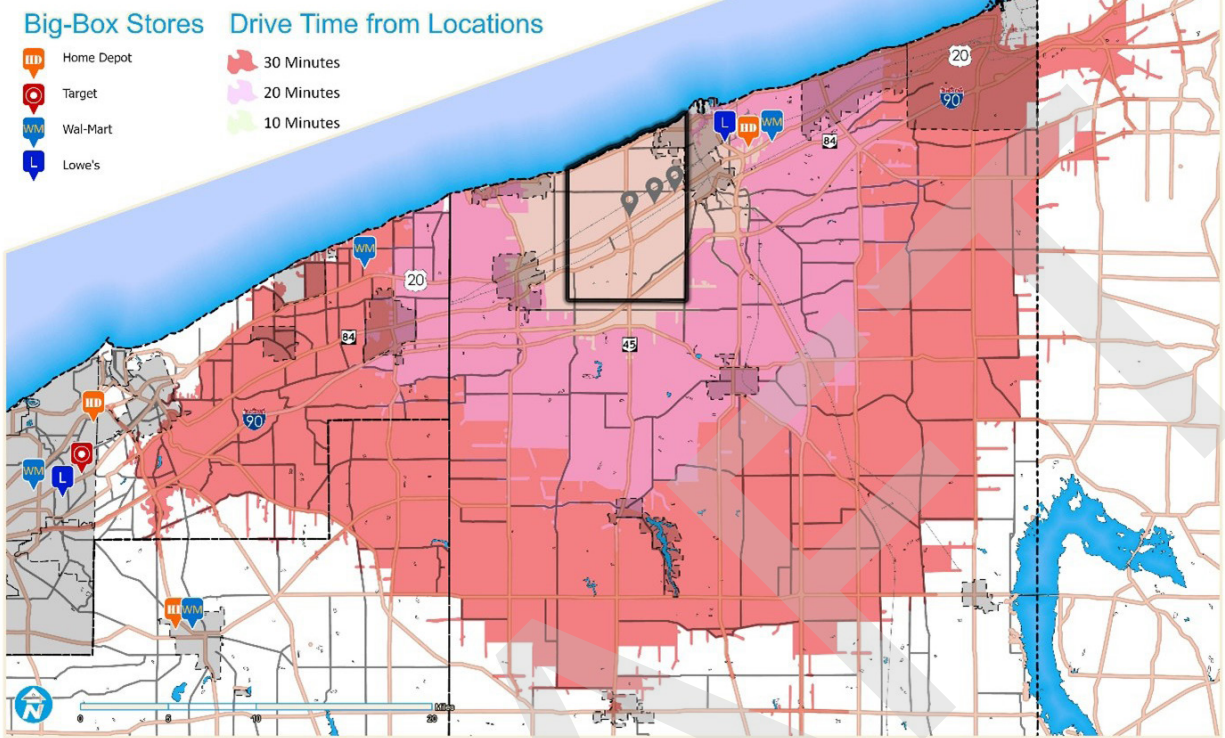 Big-Box Stores
Drive Time from Locations
HD Home Depot
Target
WM Wal-Mart
L Lowe's
30 Minutes
20 Minutes
10 Minutes
20
90
L HD WM
84
WM
20
84
45
HD
90
WM L
HD WM
N
0 5 10 20 Miles